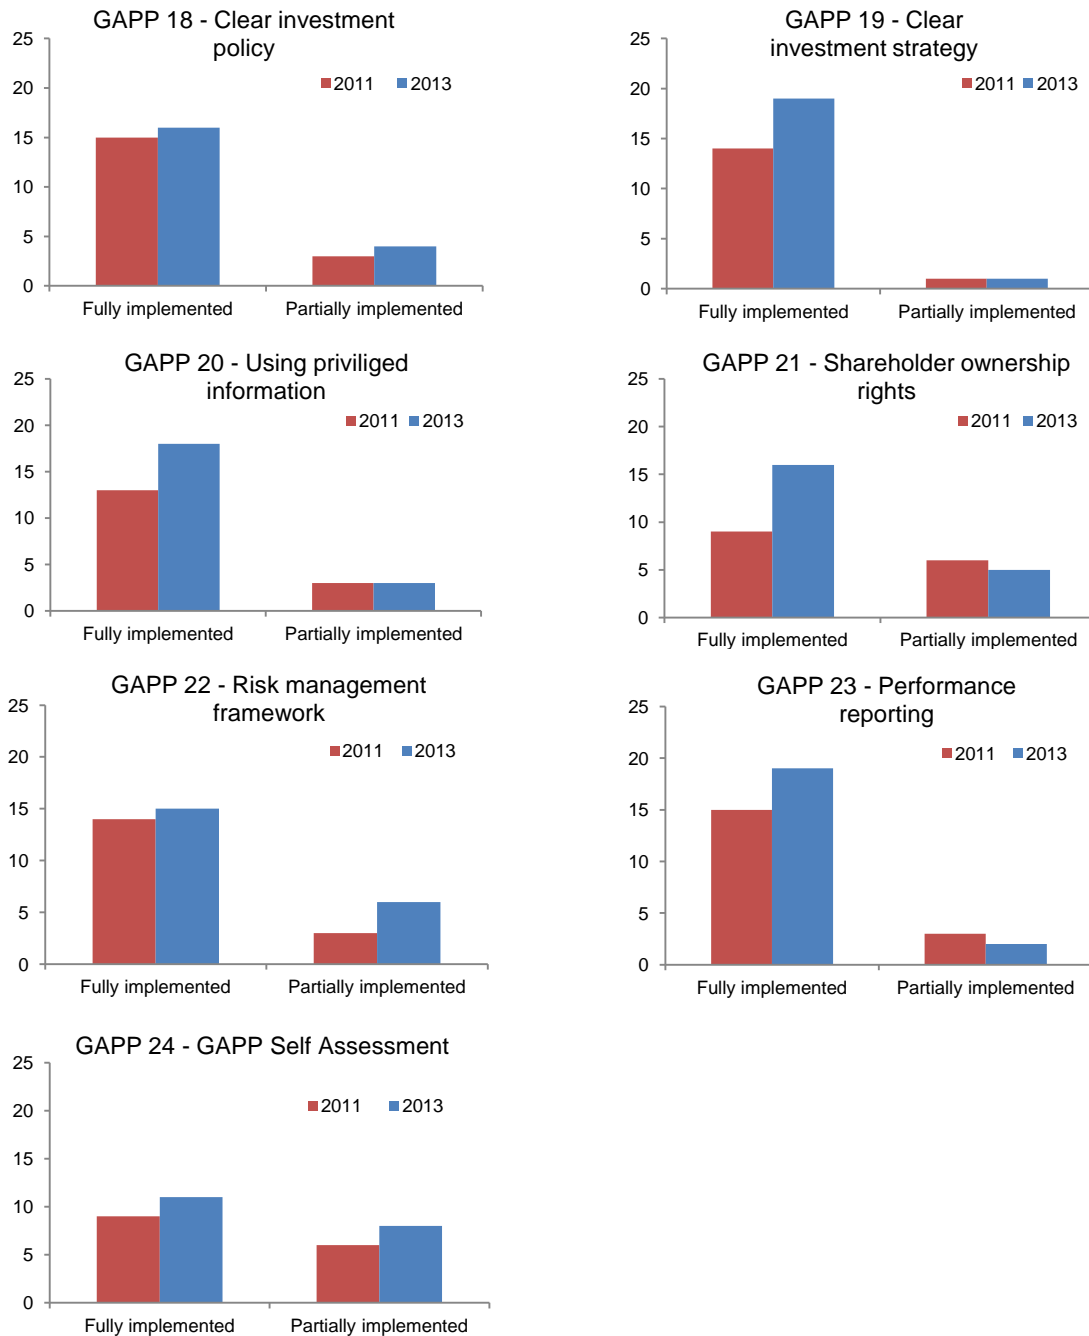 GAPP 18 - Clear investment
policy
2011 2013
25
20
15
10
5
0
Fully implemented Partially implemented
GAPP 19 - Clear
investment strategy
2011 2013
25
20
15
10
5
0
Fully implemented Partially implemented
GAPP 20 - Using priviliged
information
2011 2013
25
20
15
10
5
0
Fully implemented Partially implemented
GAPP 21 - Shareholder ownership
rights
2011 2013
25
20
15
10
5
0
Fully implemented Partially implemented
GAPP 22 - Risk management
framework
2011 2013
25
20
15
10
5
0
Fully implemented Partially implemented
GAPP 23 - Performance
reporting
2011 2013
25
20
15
10
5
0
Fully implemented Partially implemented
GAPP 24 - GAPP Self Assessment
2011 2013
25
20
15
10
5
0
Fully implemented Partially implemented